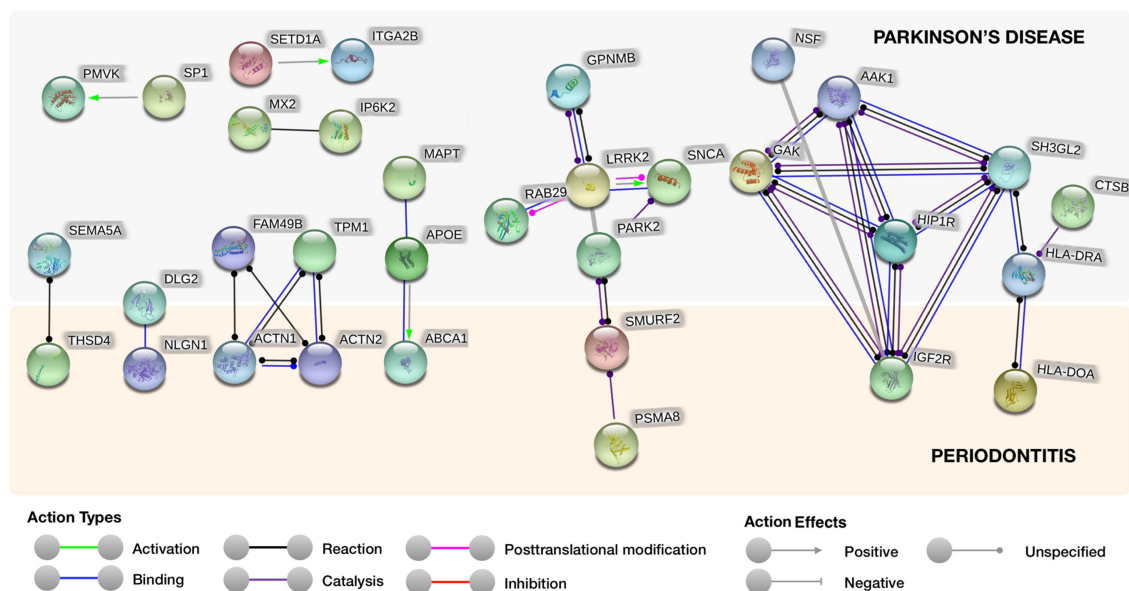 PARKINSON'S DISEASE
NSF
SETD1A
ITGA2B
GPNMB
AAK1
PMVK
SP1
MX2
IP6K2
GAK
SH3GL2
MAPT
LRRK2
SNCA
RAB29
CTSB
SEMA5A
FAM49B
TPM1
APOE
PARK2
HIP1R
HLA-DRA
DLG2
THSD4
NLGN1
ACTN1
ACTN2
ABCA1
SMURF2
IGF2R
HLA-DOA
PSMA8
PERIODONTITIS
Action Types
Activation
Reaction
Posttranslational modification
Binding
Catalysis
Inhibition
Action Effects
Positive
Unspecified
Negative